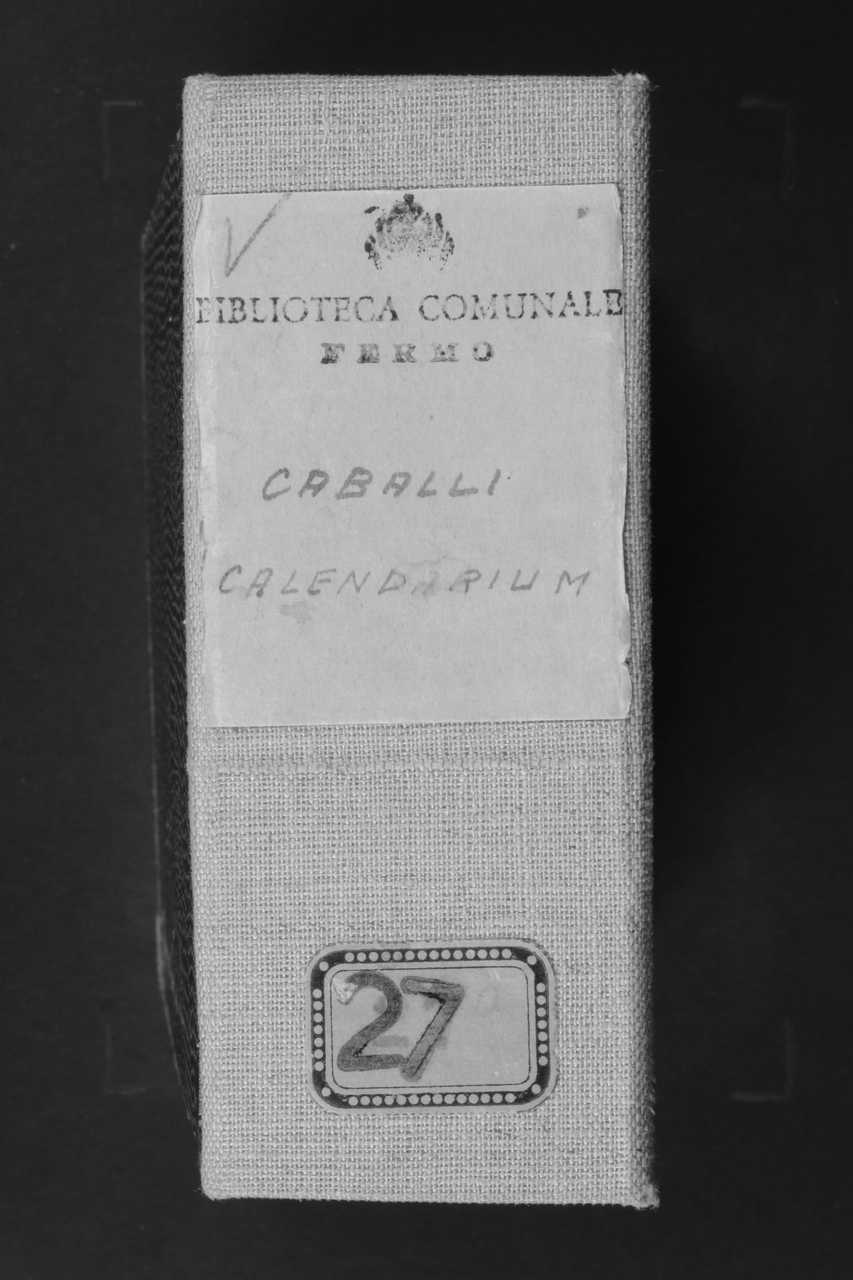 BIBLIOTECA COMUNALE
FERMO
CABALLI
CALENDARIUM
27